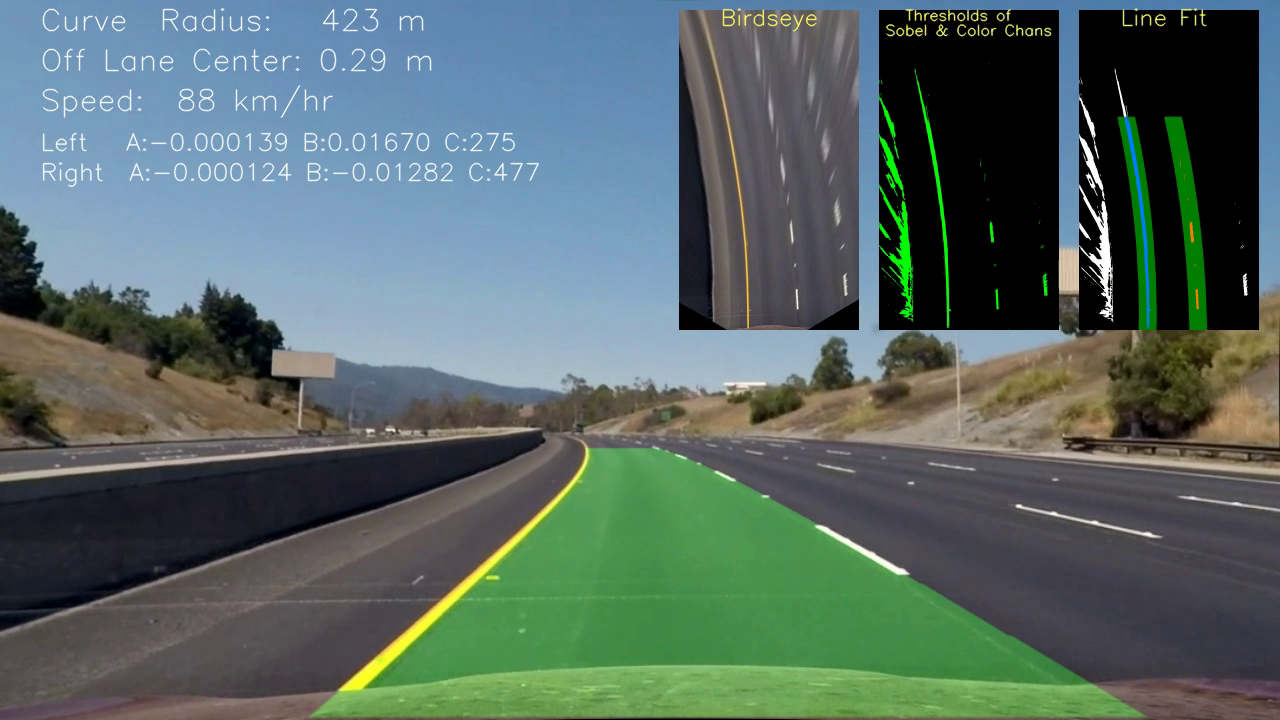 Curve Radius: 423 m
Off Lane Center: 0.29 m
Speed: 88 km/hr
Left A:-0.000139 B:0.01670 C:275
Right A:-0.000124 B:-0.01282 C:477
Birdseye
Thresholds of
Sobel & Color Chans
Line Fit